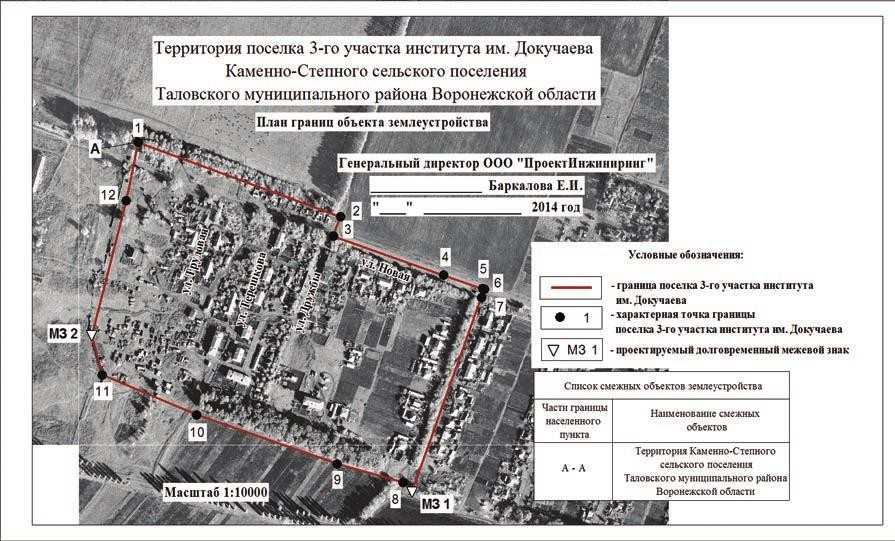 Территория поселка 3-го участка института им. Докучаева
Каменно-Степного сельского поселения
Таловского муниципального района Воронежской области
План границ объекта землеустройства
Генеральный директор ООО "ПроектИнжиниринг"
____________________ Баркалова Е.И.
"____" __________________ 2014 год
1
А
12
2
3
4
5
6
7
ул. Прудовая
ул. Дружбы
ул. Новая
МЗ 2
11
10
9
8
МЗ 1
Масштаб 1:10000
Условные обозначения:
- граница поселка 3-го участка института
им. Докучаева
1
- характерная точка границы
поселка 3-го участка института им. Докучаева
МЗ 1
- проектируемый долговременный межевой знак
Список смежных объектов землеустройства
Части границы
населенного
пункта
Наименование смежных
объектов
А - А
Территория Каменно-Степного
сельского поселения
Таловского муниципального района
Воронежской области